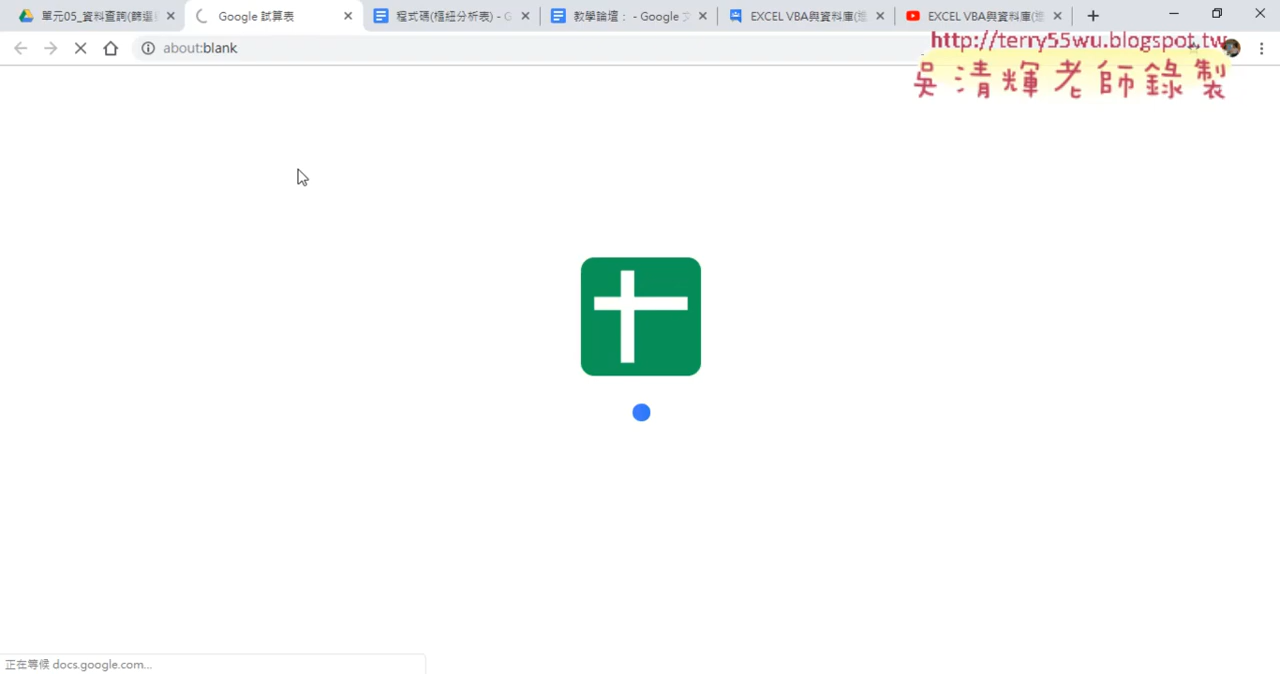 單元05_資料查詢(篩選
Google 試算表
程式碼(樞紐分析表) - G
教學論壇： - Google 文
EXCEL VBA與資料庫(進
EXCEL VBA與資料庫(進
about:blank
http://terry55wu.blogspot.tw
吳清輝老師錄製
正在等候 docs.google.com...